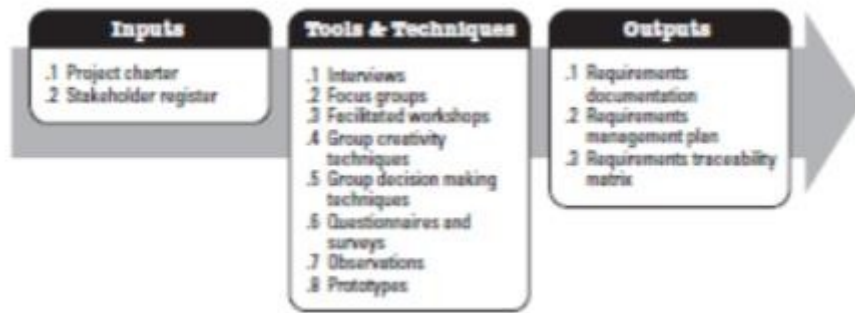 Inputs
.1 Project charter
.2 Stakeholder register
Tools & Techniques
.1 Interviews
.2 Focus groups
.3 Facilitated workshops
.4 Group creativity
techniques
.5 Group decision making
techniques
.6 Questionnaires and
surveys
.7 Observations
.8 Prototypes
Outputs
.1 Requirements
documentation
.2 Requirements
management plan
.3 Requirements traceability
matrix